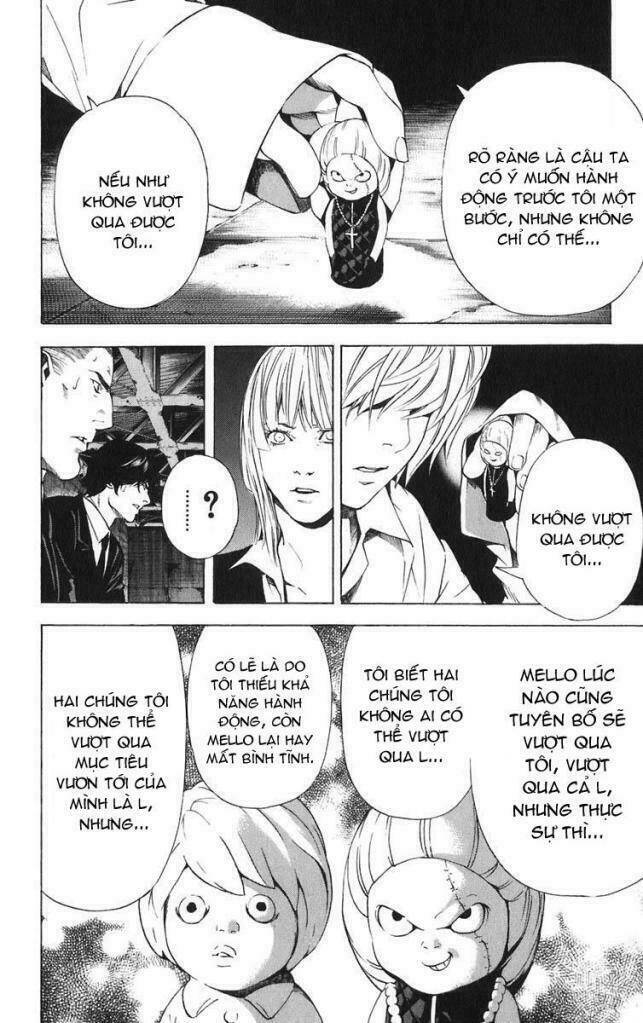 RÕ RÀNG LÀ CẬU TA
CÓ Ý MUỐN HÀNH
ĐỘNG TRƯỚC TÔI MỘT
BƯỚC, NHƯNG KHÔNG
CHỈ CÓ THẾ...
NẾU NHƯ
KHÔNG VƯỢT
QUA ĐƯỢC
TÔI...
KHÔNG VƯỢT
QUA ĐƯỢC
TÔI...
......?
MELLO LÚC
NÀO CŨNG
TUYÊN BỐ SẼ
VƯỢT QUA
TÔI, VƯỢT
QUA CẢ L,
NHƯNG THỰC
SỰ THÌ...
TÔI BIẾT HAI
CHÚNG TÔI
KHÔNG AI CÓ
THỂ VƯỢT
QUA L...
CÓ LẼ LÀ DO
TÔI THIẾU KHẢ
NĂNG HÀNH
ĐỘNG, CÒN
MELLO LẠI HAY
MẤT BÌNH TĨNH.
HAI CHÚNG TÔI
KHÔNG THỂ
VƯỢT QUA
MỤC TIÊU
VƯƠN TỚI CỦA
MÌNH LÀ L,
NHƯNG...